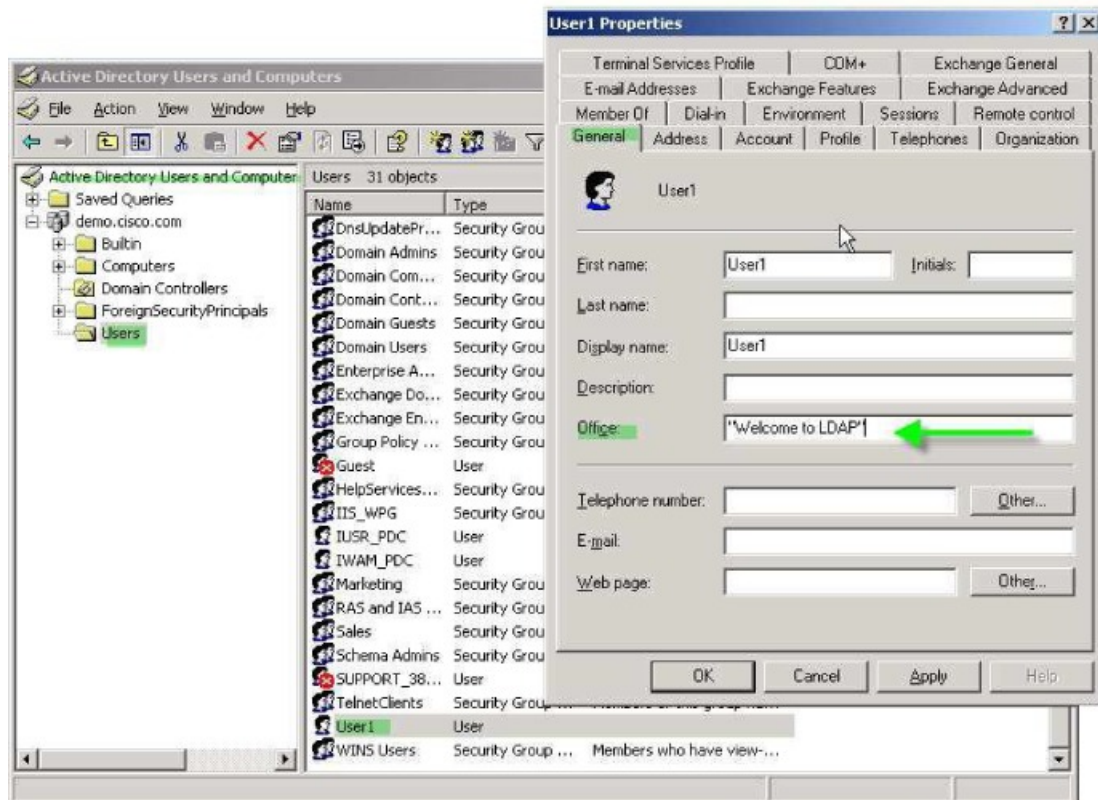 Active Directory Users and Computers
File Action View Window Help
Active Directory Users and Computer
Saved Queries
demo.cisco.com
Builtin
Computers
Domain Controllers
ForeignSecurityPrincipals
Users
Users 31 objects
Name Type
DnsUpdatePr... Security Grou
Domain Admins Security Grou
Domain Com... Security Grou
Domain Cont... Security Grou
Domain Guests Security Grou
Domain Users Security Grou
Enterprise A... Security Grou
Exchange Do... Security Grou
Exchange En... Security Grou
Group Policy ... Security Grou
Guest User
HelpServices... Security Grou
IIS_WPG Security Grou
IUSR_PDC User
IWAM_PDC User
Marketing Security Grou
RAS and IAS ... Security Grou
Sales Security Grou
Schema Admins Security Grou
SUPPORT_38... User
TelnetClients Security Group ... Members of this group ha...
User1 User
WINS Users Security Group ... Members who have view-...
User1 Properties
Terminal Services Profile COM+ Exchange General
E-mail Addresses Exchange Features Exchange Advanced
Member Of Dial-in Environment Sessions Remote control
General Address Account Profile Telephones Organization
User1
First name: User1 Initials:
Last name:
Display name: User1
Description:
Office: "Welcome to LDAP"
Telephone number: Other...
E-mail:
Web page: Other...
OK Cancel Apply Help